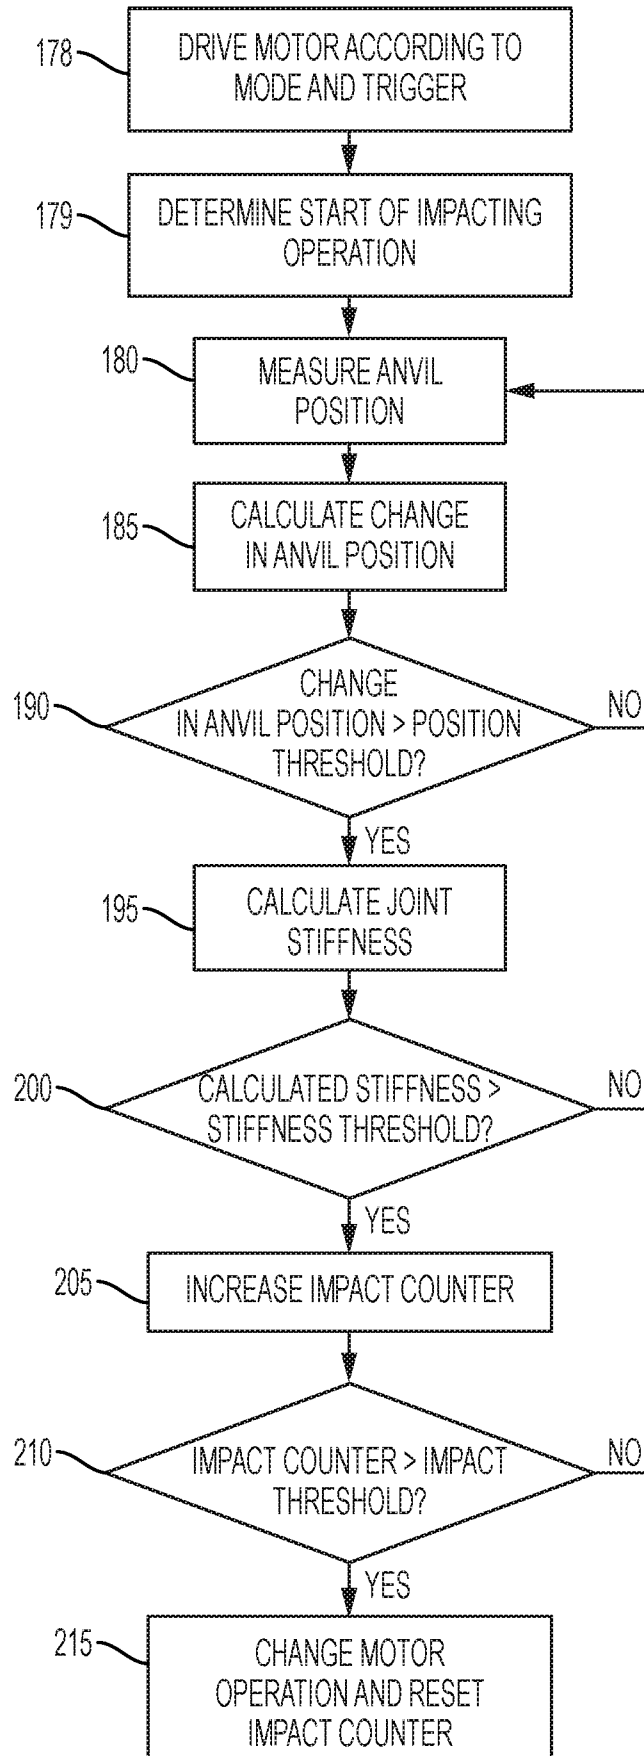 178
DRIVE MOTOR ACCORDING TO
MODE AND TRIGGER
179
DETERMINE START OF IMPACTING
OPERATION
180
MEASURE ANVIL
POSITION
185
CALCULATE CHANGE
IN ANVIL POSITION
190
CHANGE
IN ANVIL POSITION > POSITION
THRESHOLD?
NO
YES
195
CALCULATE JOINT
STIFFNESS
200
CALCULATED STIFFNESS >
STIFFNESS THRESHOLD?
NO
YES
205
INCREASE IMPACT COUNTER
210
IMPACT COUNTER > IMPACT
THRESHOLD?
NO
YES
215
CHANGE MOTOR
OPERATION AND RESET
IMPACT COUNTER